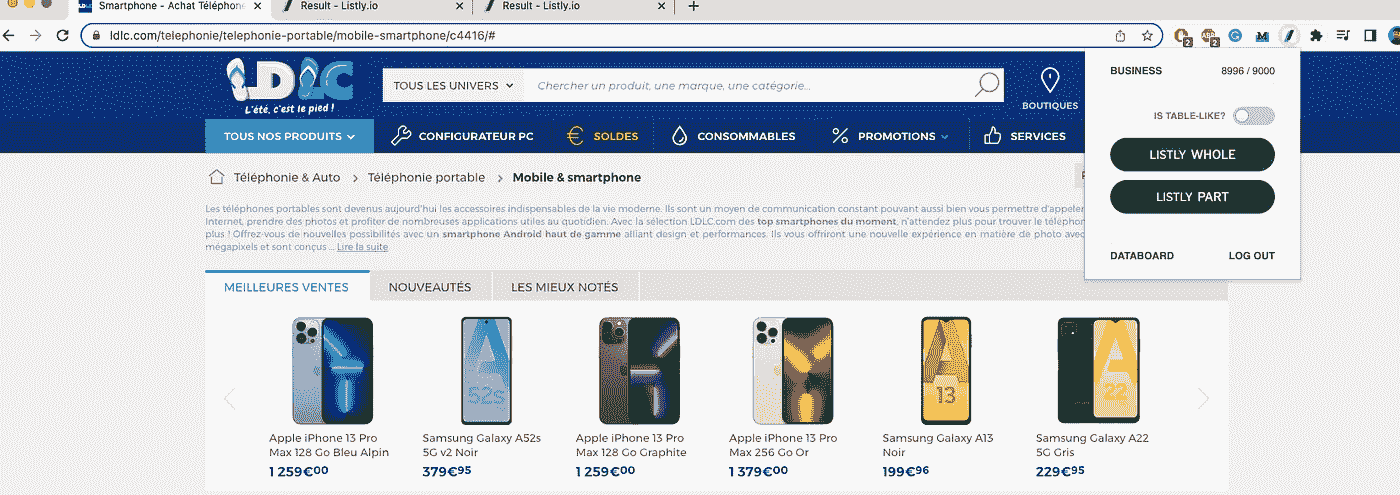 Smartphone - Achat Téléphone
Result - Listly.io
Result - Listly.io
ldlc.com/telephonie/telephonie-portable/mobile-smartphone/c4416/#
2
2
BUSINESS 8996 / 9000
IS TABLE-LIKE?
LISTLY WHOLE
LISTLY PART
DATABOARD LOG OUT
LDLC
L'été, c'est le pied !
TOUS LES UNIVERS
Chercher un produit, une marque, une catégorie...
BOUTIQUES
TOUS NOS PRODUITS
CONFIGURATEUR PC
SOLDES
CONSOMMABLES
PROMOTIONS
SERVICES
Téléphonie & Auto > Téléphonie portable > Mobile & smartphone
Les téléphones portables sont devenus aujourd'hui les accessoires indispensables de la vie moderne. Ils sont un moyen de communication constant pouvant aussi bien vous permettre d'appeler
Internet, prendre des photos et profiter de nombreuses applications utiles au quotidien. Avec la sélection LDLC.com des top smartphones du moment, n'attendez plus pour trouver le téléphon
plus ! Offrez-vous de nouvelles possibilités avec un smartphone Android haut de gamme alliant design et performances. Ils vous offriront une nouvelle expérience en matière de photo avec
mégapixels et sont conçus ... Lire la suite
MEILLEURES VENTES
NOUVEAUTÉS
LES MIEUX NOTÉS
A
52s
A
13
A
22
Apple iPhone 13 Pro
Max 128 Go Bleu Alpin
1 259€00
Samsung Galaxy A52s
5G v2 Noir
379€95
Apple iPhone 13 Pro
Max 128 Go Graphite
1 259€00
Apple iPhone 13 Pro
Max 256 Go Or
1 379€00
Samsung Galaxy A13
Noir
199€96
Samsung Galaxy A22
5G Gris
229€95